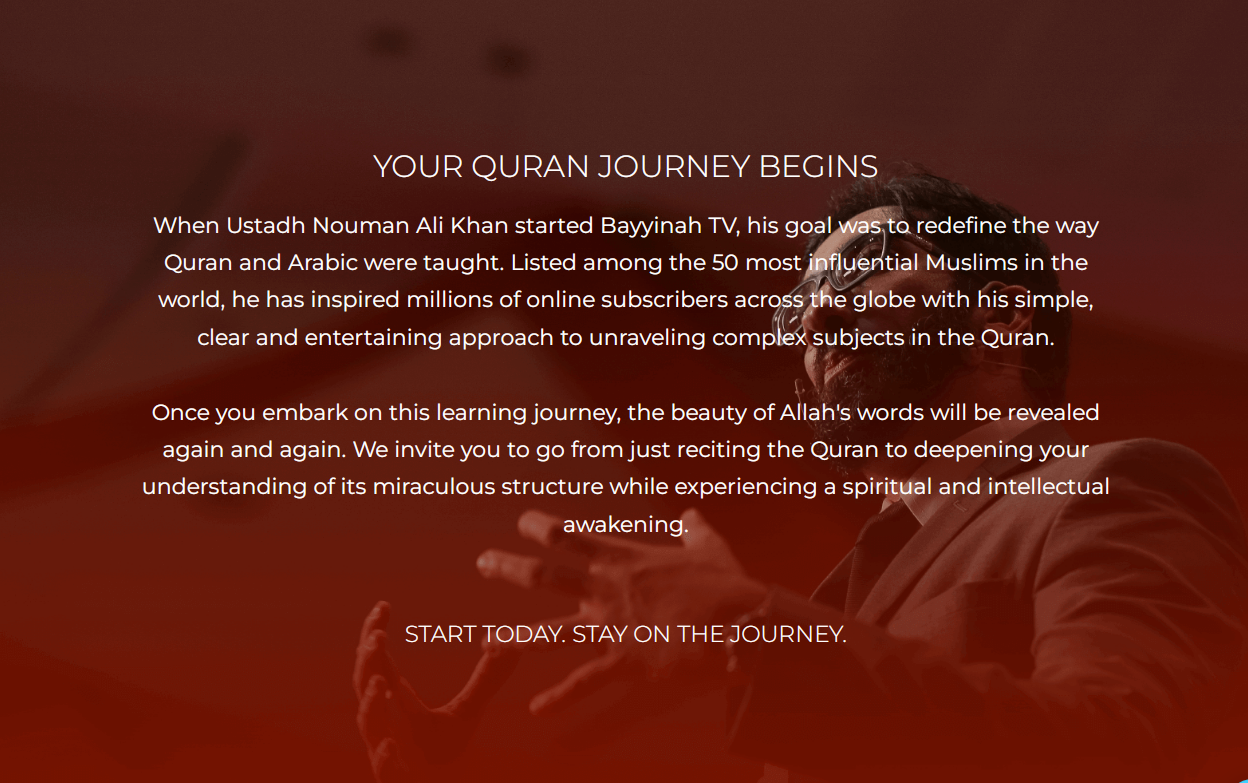 YOUR QURAN JOURNEY BEGINS
When Ustadh Nouman Ali Khan started Bayyinah TV, his goal was to redefine the way
Quran and Arabic were taught. Listed among the 50 most influential Muslims in the
world, he has inspired millions of online subscribers across the globe with his simple,
clear and entertaining approach to unraveling complex subjects in the Quran.
Once you embark on this learning journey, the beauty of Allah's words will be revealed
again and again. We invite you to go from just reciting the Quran to deepening your
understanding of its miraculous structure while experiencing a spiritual and intellectual
awakening.
START TODAY. STAY ON THE JOURNEY.